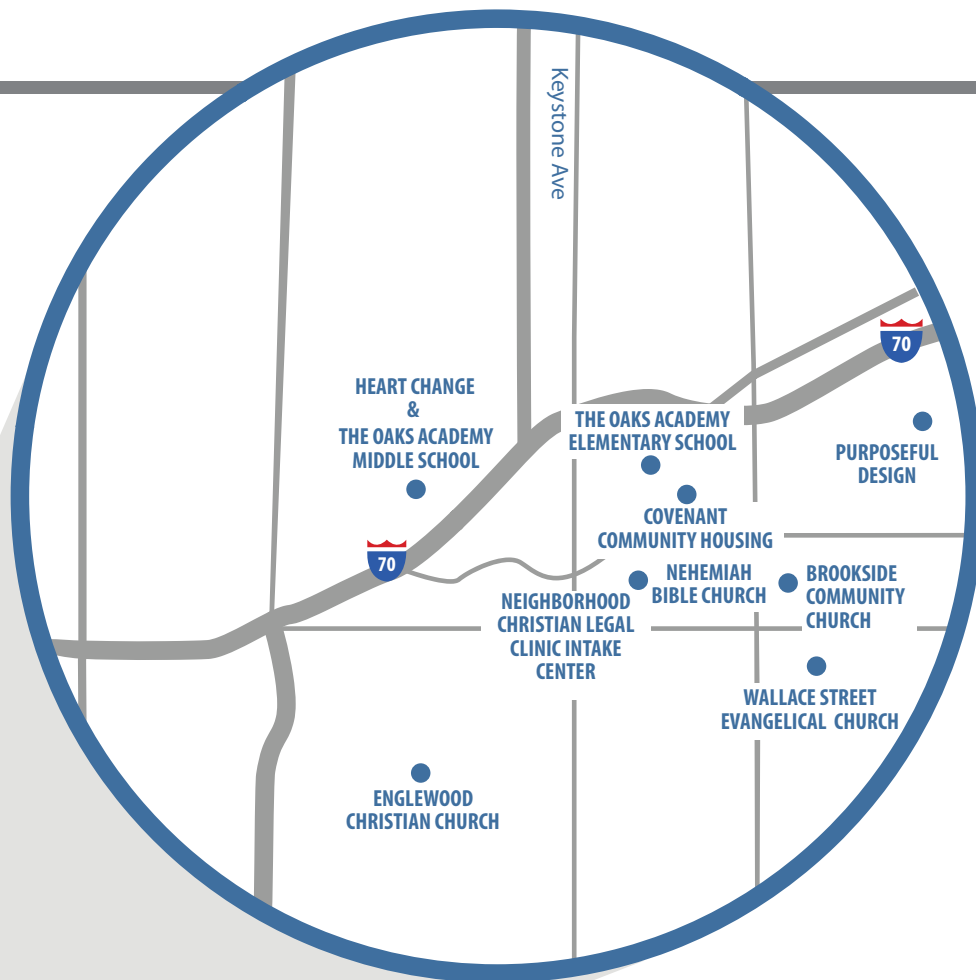 Keystone Ave
70
HEART CHANGE
&
THE OAKS ACADEMY
MIDDLE SCHOOL
THE OAKS ACADEMY
ELEMENTARY SCHOOL
PURPOSEFUL
DESIGN
COVENANT
COMMUNITY HOUSING
70
NEHEMIAH
BIBLE CHURCH
BROOKSIDE
COMMUNITY
CHURCH
NEIGHBORHOOD
CHRISTIAN LEGAL
CLINIC INTAKE
CENTER
WALLACE STREET
EVANGELICAL CHURCH
ENGLEWOOD
CHRISTIAN CHURCH